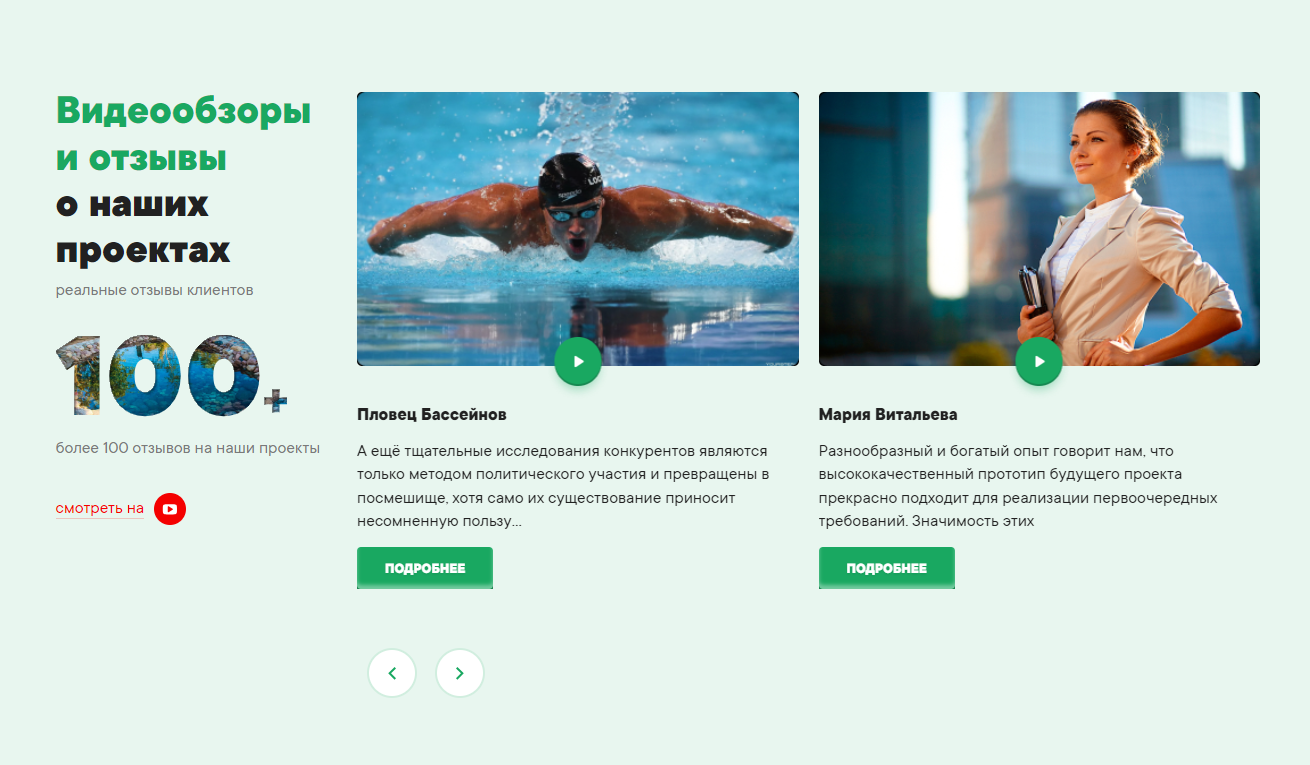 Видеообзоры
и отзывы
о наших
проектах
реальные отзывы клиентов
100+
более 100 отзывов на наши проекты
смотреть на
Пловец Бассейнов
А ещё тщательные исследования конкурентов являются
только методом политического участия и превращены в
посмешище, хотя само их существование приносит
несомненную пользу...
ПОДРОБНЕЕ
Мария Витальева
Разнообразный и богатый опыт говорит нам, что
высококачественный прототип будущего проекта
прекрасно подходит для реализации первоочередных
требований. Значимость этих
ПОДРОБНЕЕ